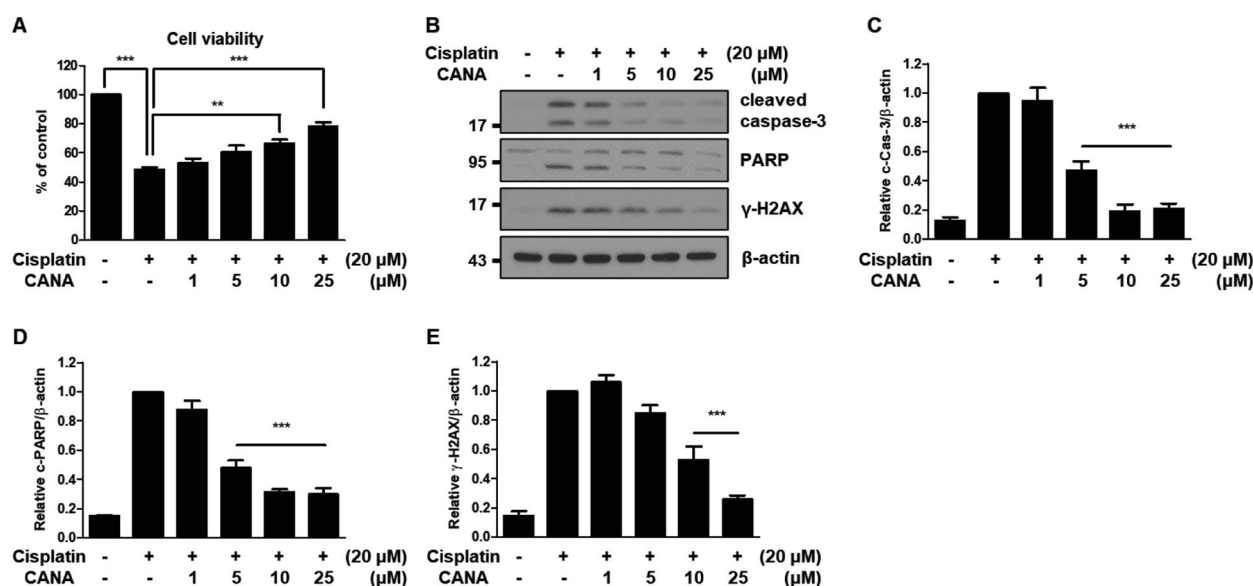 A
Cell viability
% of control
120
100
80
60
40
20
0
***
***
**
Cisplatin - + + + + + (20 μM)
CANA - - 1 5 10 25 (μM)
B
Cisplatin - + + + + + (20 μM)
CANA - - 1 5 10 25 (μM)
cleaved
17 caspase-3
95 PARP
17 γ-H2AX
43 β-actin
C
Relative c-Cas-3/β-actin
1.2
1.0
0.8
0.6
0.4
0.2
0.0
***
Cisplatin - + + + + + (20 μM)
CANA - - 1 5 10 25 (μM)
D
Relative c-PARP/β-actin
1.2
1.0
0.8
0.6
0.4
0.2
0.0
***
Cisplatin - + + + + + (20 μM)
CANA - - 1 5 10 25 (μM)
E
Relative γ-H2AX/β-actin
1.2
1.0
0.8
0.6
0.4
0.2
0.0
***
Cisplatin - + + + + + (20 μM)
CANA - - 1 5 10 25 (μM)